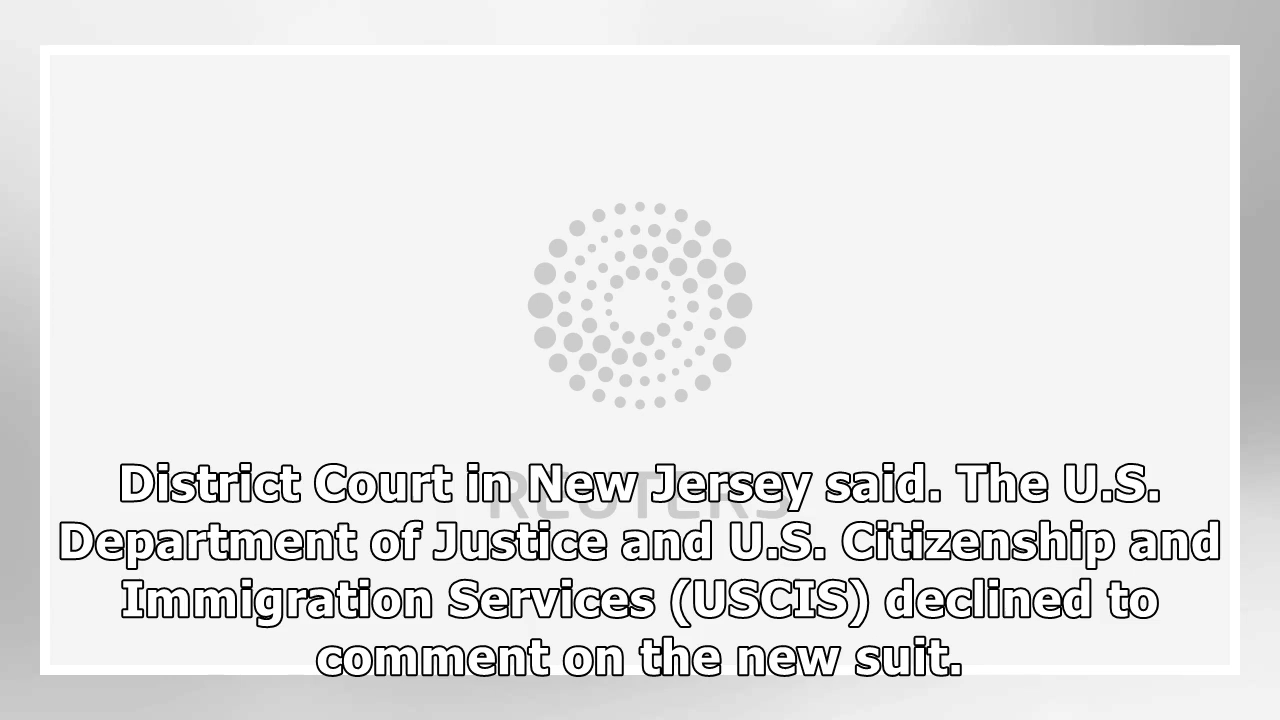 District Court in New Jersey said. The U.S.
REUTERS
Department of Justice and U.S. Citizenship and
Immigration Services (USCIS) declined to
comment on the new suit.